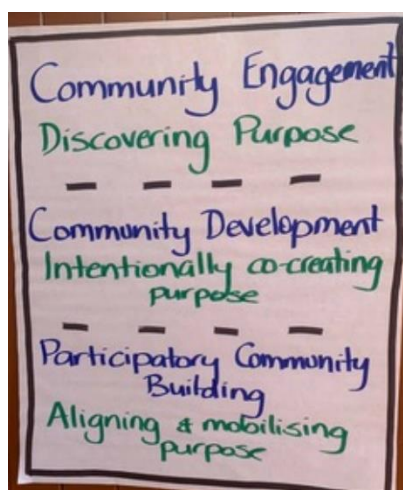 Community Engagement
Discovering Purpose
Community Development
Intentionally co-creating
purpose
Participatory Community
Building
Aligning & mobilising
purpose